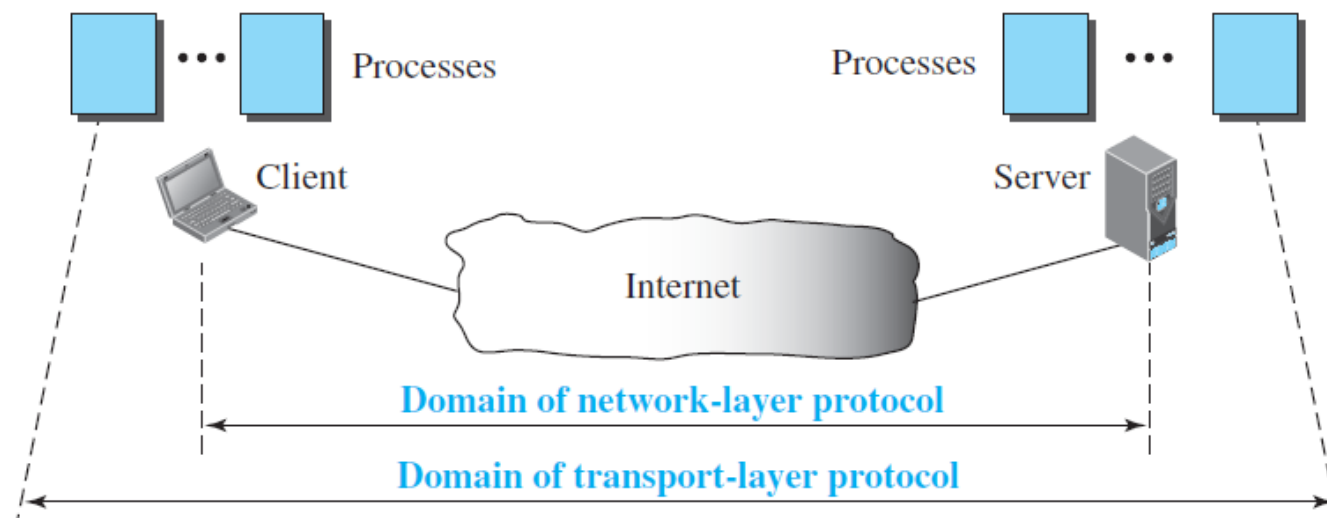 Processes
Processes
Client
Server
Internet
Domain of network-layer protocol
Domain of transport-layer protocol